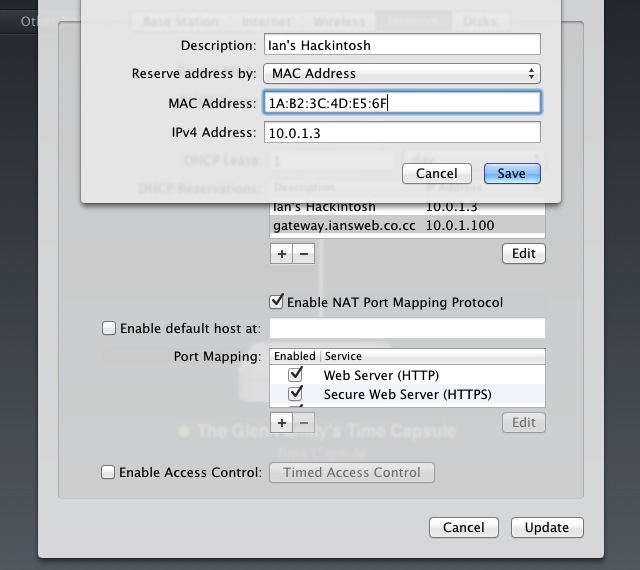 Oth
Base Station Internet Wireless Network Disks
Description: Ian's Hackintosh
Reserve address by: MAC Address
MAC Address: 1A:B2:3C:4D:E5:6F
IPv4 Address: 10.0.1.3
DHCP Lease: 1 day
DHCP Reservations: Description IP Address
Cancel Save
Ian's Hackintosh 10.0.1.3
gateway.iansweb.co.cc 10.0.1.100
+ − Edit
Enable NAT Port Mapping Protocol
Enable default host at:
Port Mapping: Enabled Service
Web Server (HTTP)
Secure Web Server (HTTPS)
+ − Edit
The Glen Family's Time Capsule
Time Capsule
Enable Access Control: Timed Access Control
Cancel Update